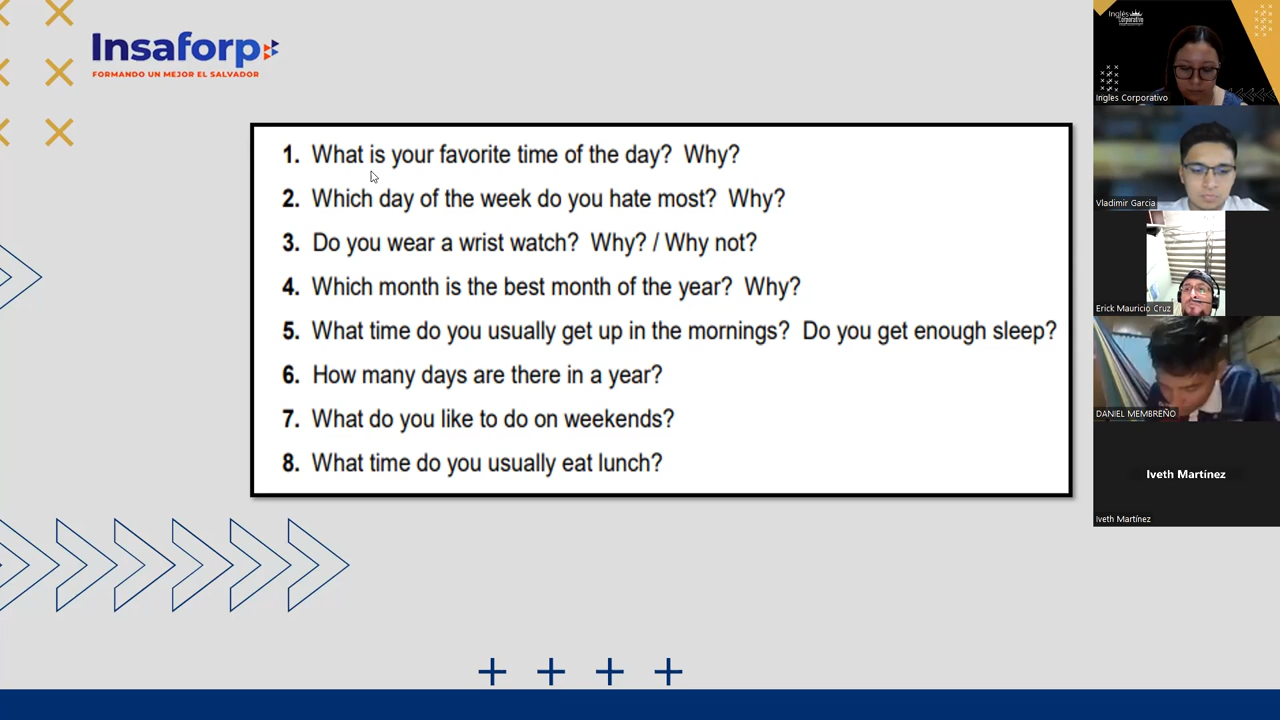 Insaforp
FORMANDO UN MEJOR EL SALVADOR
1. What is your favorite time of the day? Why?
2. Which day of the week do you hate most? Why?
3. Do you wear a wrist watch? Why? / Why not?
4. Which month is the best month of the year? Why?
5. What time do you usually get up in the mornings? Do you get enough sleep?
6. How many days are there in a year?
7. What do you like to do on weekends?
8. What time do you usually eat lunch?
Inglés
Corporativo
Ingles Corporativo
Vladimir Garcia
Erick Mauricio Cruz
DANIEL MEMBREÑO
Iveth Martínez
Iveth Martínez